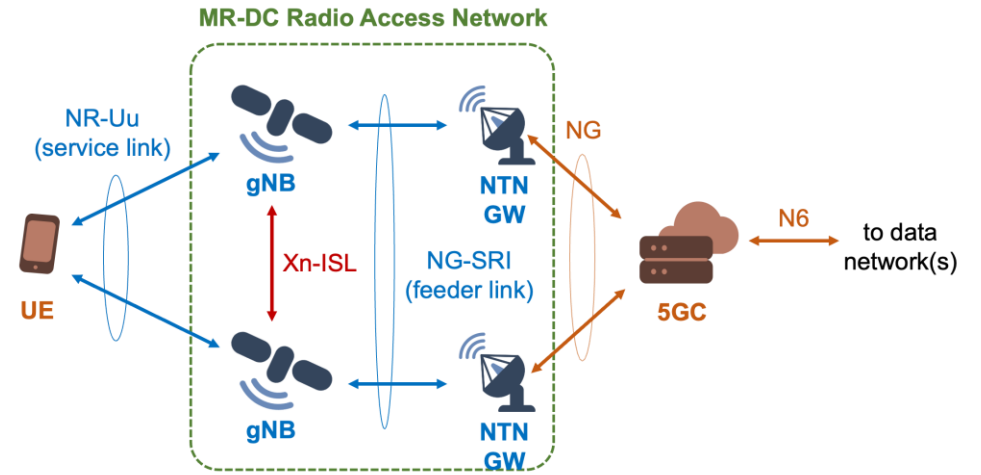 MR-DC Radio Access Network
NR-Uu
(service link)
gNB
NTN
GW
NG
N6
to data
network(s)
UE
Xn-ISL
NG-SRI
(feeder link)
5GC
gNB
NTN
GW